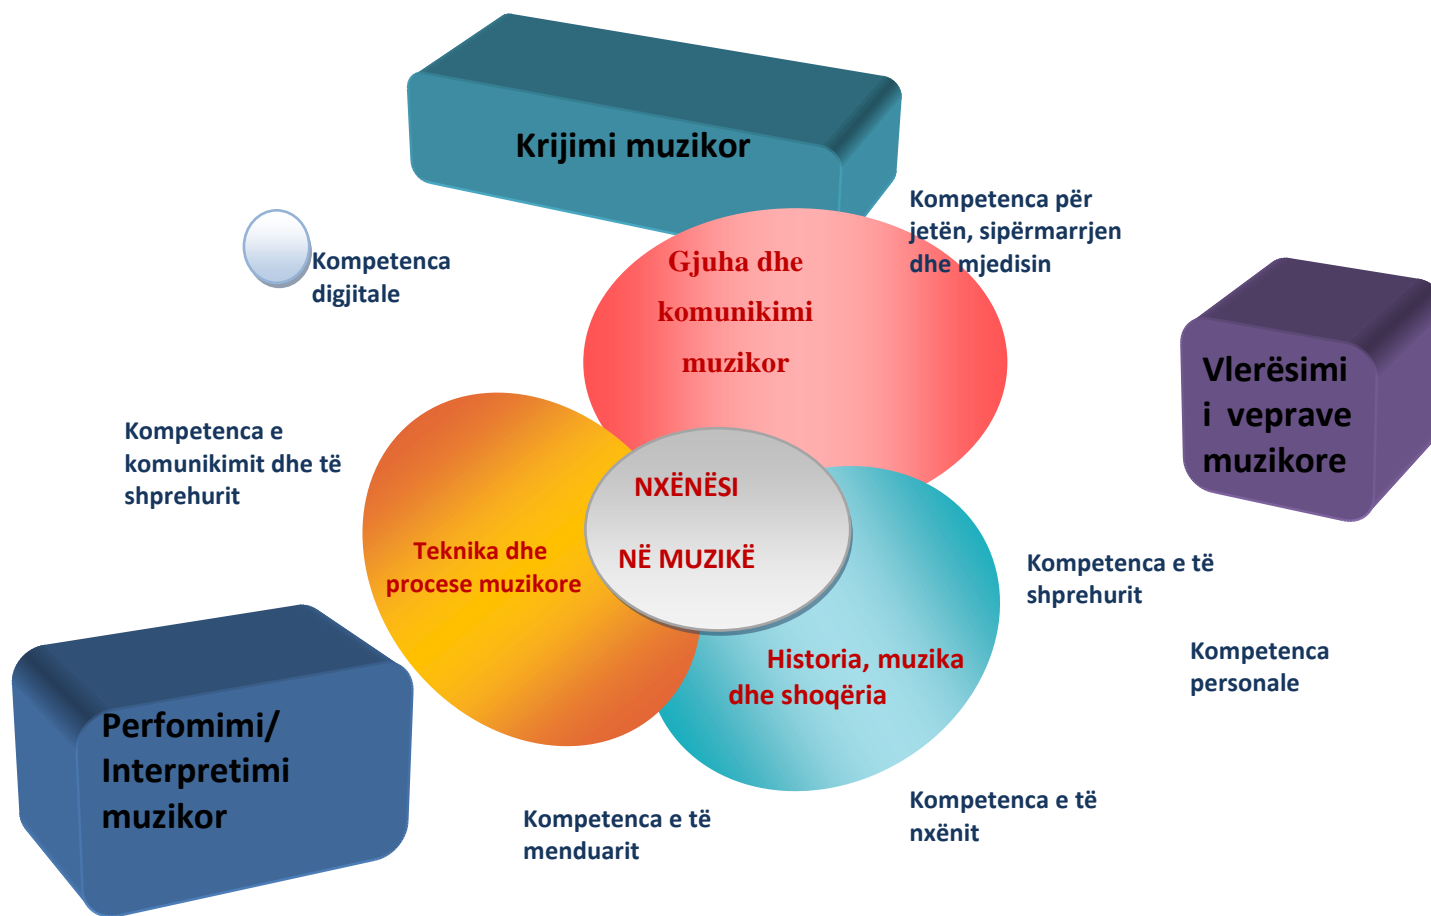 Krijimi muzikor
Kompetenca për
jetën, sipërmarrjen
dhe mjedisin
Kompetenca
digjitale
Gjuha dhe
komunikimi
muzikor
Vlerësimi
i veprave
muzikore
Kompetenca e
komunikimit dhe të
shprehurit
NXËNËSI
NË MUZIKË
Teknika dhe
procese muzikore
Kompetenca e të
shprehurit
Historia, muzika
dhe shoqëria
Kompetenca
personale
Perfomimi/
Interpretimi
muzikor
Kompetenca e të
menduarit
Kompetenca e të
nxënit